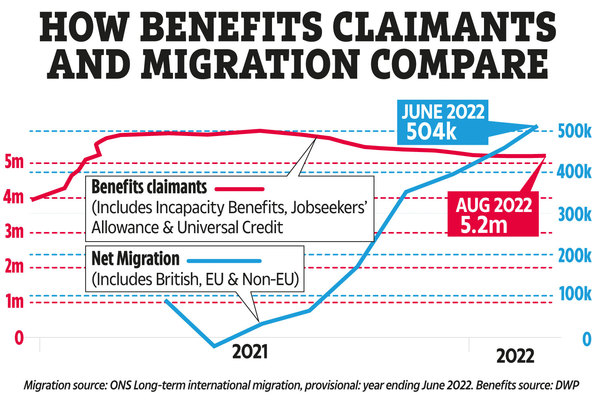 HOW BENEFITS CLAIMANTS
AND MIGRATION COMPARE
JUNE 2022
504k
500k
5m
400k
Benefits claimants
(Includes Incapacity Benefits, Jobseekers'
Allowance & Universal Credit
4m
AUG 2022
5.2m
300k
3m
Net Migration
(Includes British, EU & Non-EU)
200k
2m
100k
1m
0
0
2021
2022
Migration source: ONS Long-term international migration, provisional: year ending June 2022. Benefits source: DWP